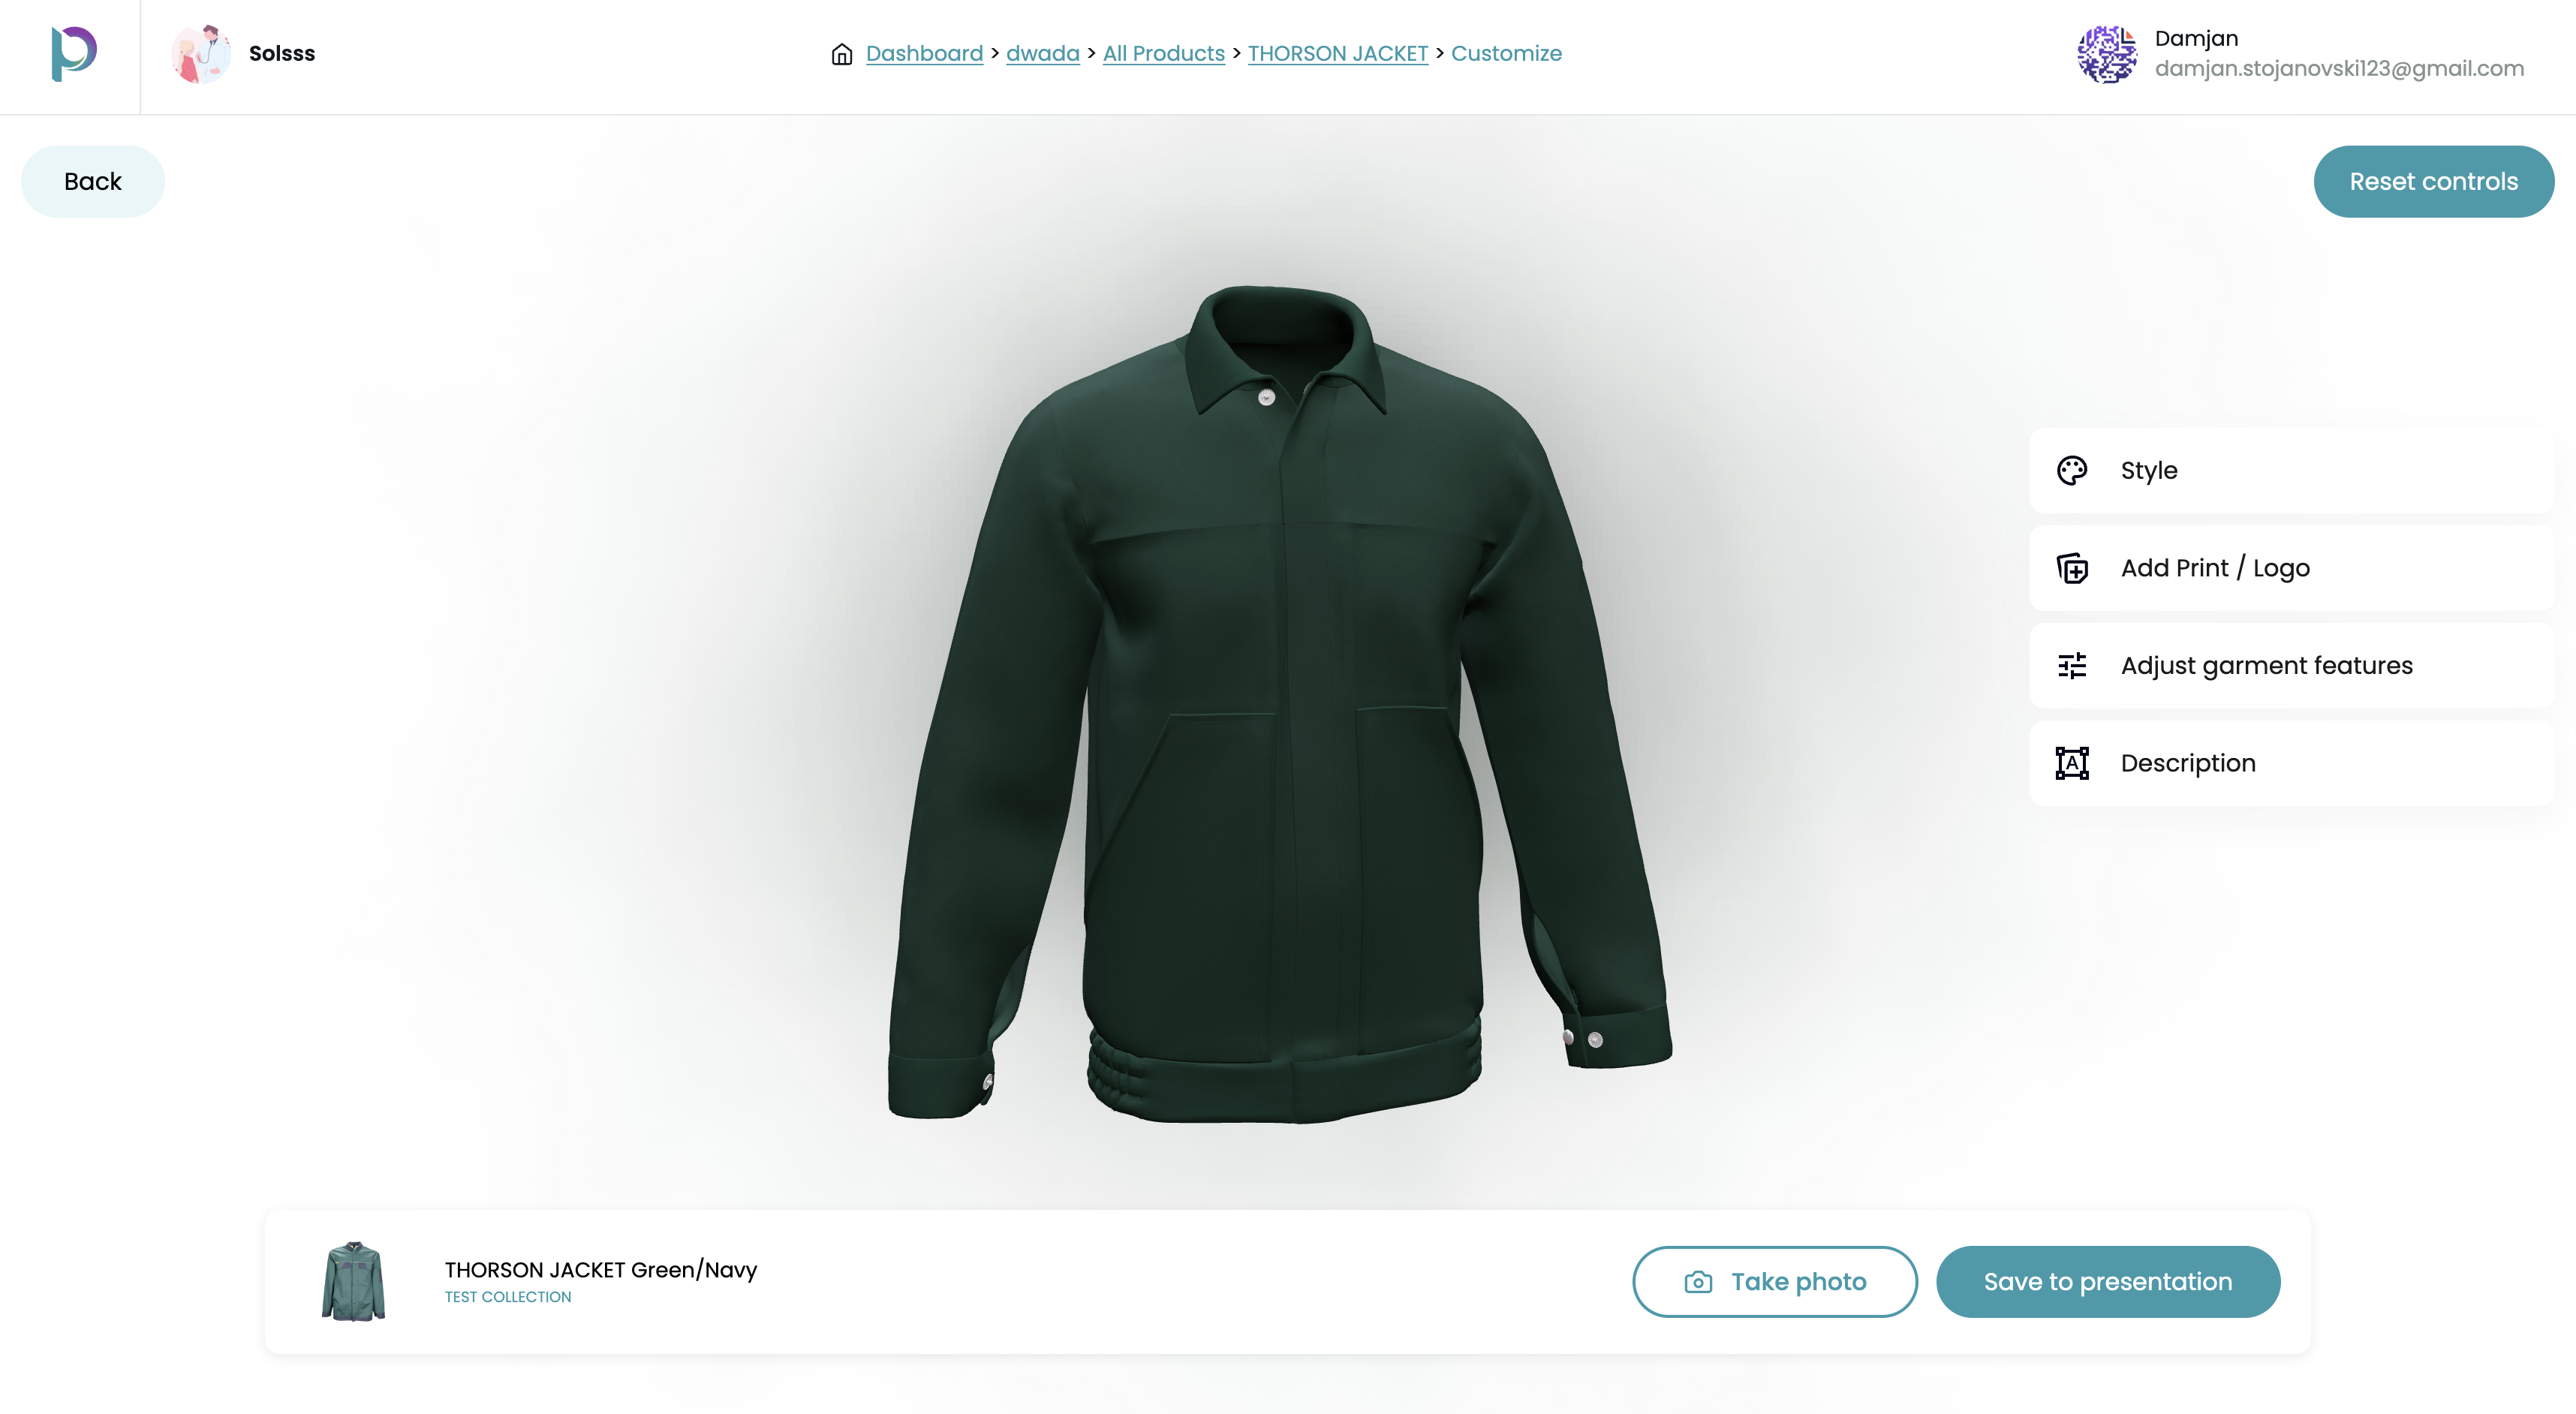 Solsss
Dashboard > dwada > All Products > THORSON JACKET > Customize
Damjan
damjan.stojanovski123@gmail.com
Back
Reset controls
Style
Add Print / Logo
Adjust garment features
Description
THORSON JACKET Green/Navy
TEST COLLECTION
Take photo
Save to presentation